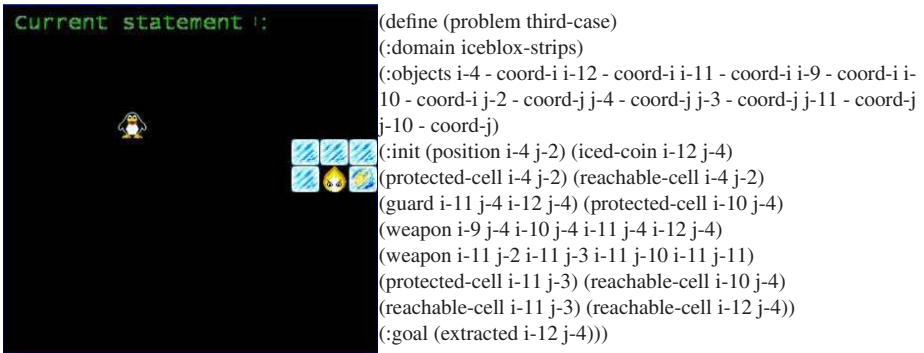 Current statement :
(define (problem third-case)
(:domain iceblox-strips)
(:objects i-4 - coord-i i-12 - coord-i i-11 - coord-i i-9 - coord-i i-
10 - coord-i j-2 - coord-j j-4 - coord-j j-3 - coord-j j-11 - coord-j
j-10 - coord-j)
(:init (position i-4 j-2) (iced-coin i-12 j-4)
(protected-cell i-4 j-2) (reachable-cell i-4 j-2)
(guard i-11 j-4 i-12 j-4) (protected-cell i-10 j-4)
(weapon i-9 j-4 i-10 j-4 i-11 j-4 i-12 j-4)
(weapon i-11 j-2 i-11 j-3 i-11 j-10 i-11 j-11)
(protected-cell i-11 j-3) (reachable-cell i-10 j-4)
(reachable-cell i-11 j-3) (reachable-cell i-12 j-4))
(:goal (extracted i-12 j-4)))